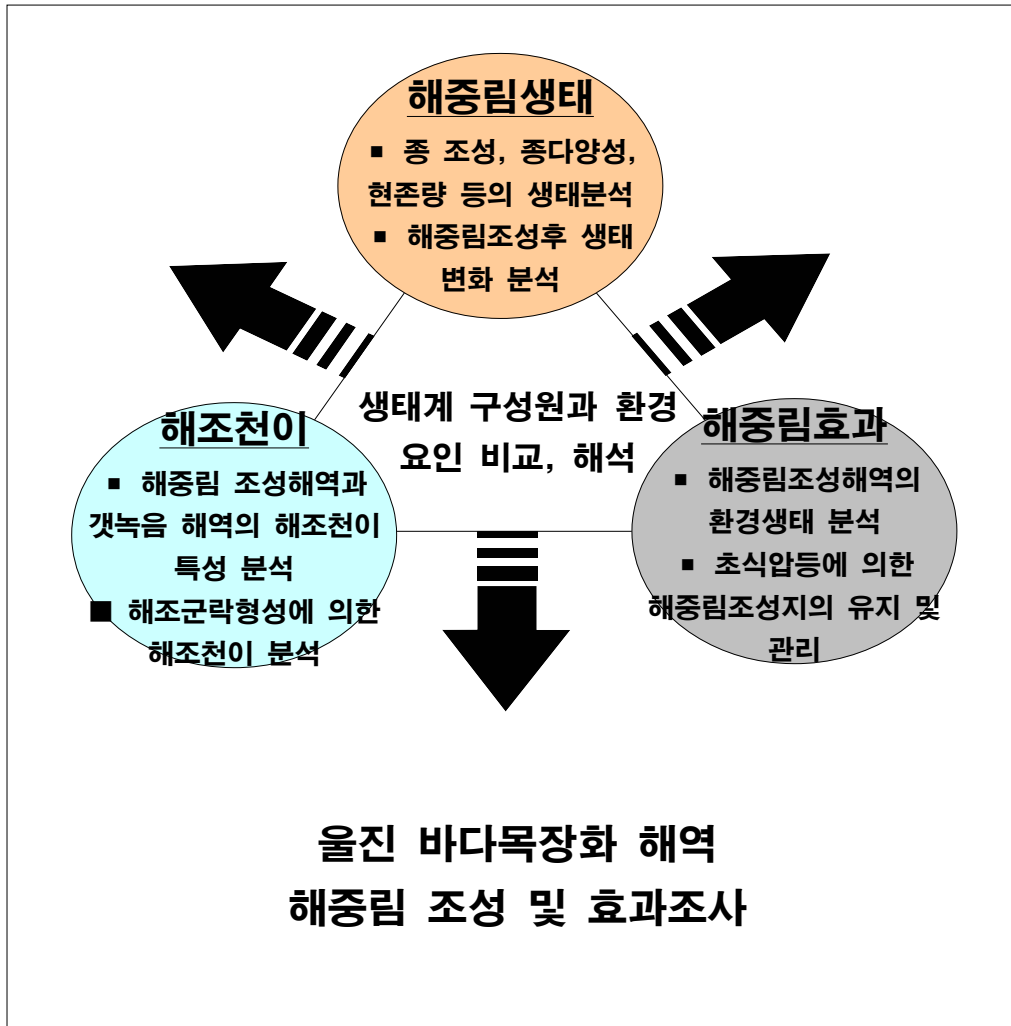 해중림생태
▪ 종 조성, 종다양성,
현존량 등의 생태분석
▪ 해중림조성후 생태
변화 분석
생태계 구성원과 환경
요인 비교, 해석
해조천이
▪ 해중림 조성해역과
갯녹음 해역의 해조천이
특성 분석
■ 해조군락형성에 의한
해조천이 분석
해중림효과
▪ 해중림조성해역의
환경생태 분석
▪ 초식압등에 의한
해중림조성지의 유지 및
관리
울진 바다목장화 해역
해중림 조성 및 효과조사